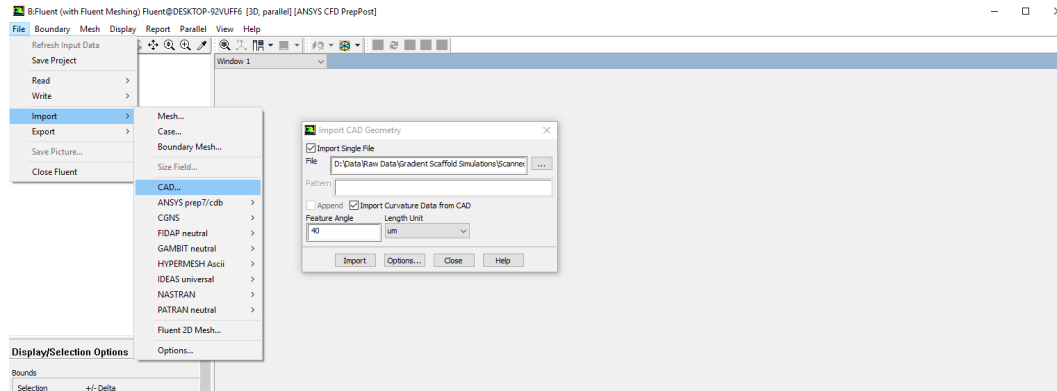 B:Fluent (with Fluent Meshing) Fluent@DESKTOP-92VUFF6 [3D, parallel] [ANSYS CFD PrepPost]
File Boundary Mesh Display Report Parallel View Help
Refresh Input Data
Save Project
Read >
Write >
Import >
Export >
Save Picture...
Close Fluent
Mesh...
Case...
Boundary Mesh...
Size Field...
CAD...
ANSYS prep7/cdb >
CGNS >
FIDAP neutral >
GAMBIT neutral >
HYPERMESH Ascii >
IDEAS universal >
NASTRAN >
PATRAN neutral >
Fluent 2D Mesh...
Options...
Window 1
Import CAD Geometry
Import Single File
File D:\Data\Raw Data\Gradient Scaffold Simulations\Scanned ...
Pattern
Append Import Curvature Data from CAD
Feature Angle Length Unit
40 um
Import Options... Close Help
Display/Selection Options
Bounds
Selection +/- Delta